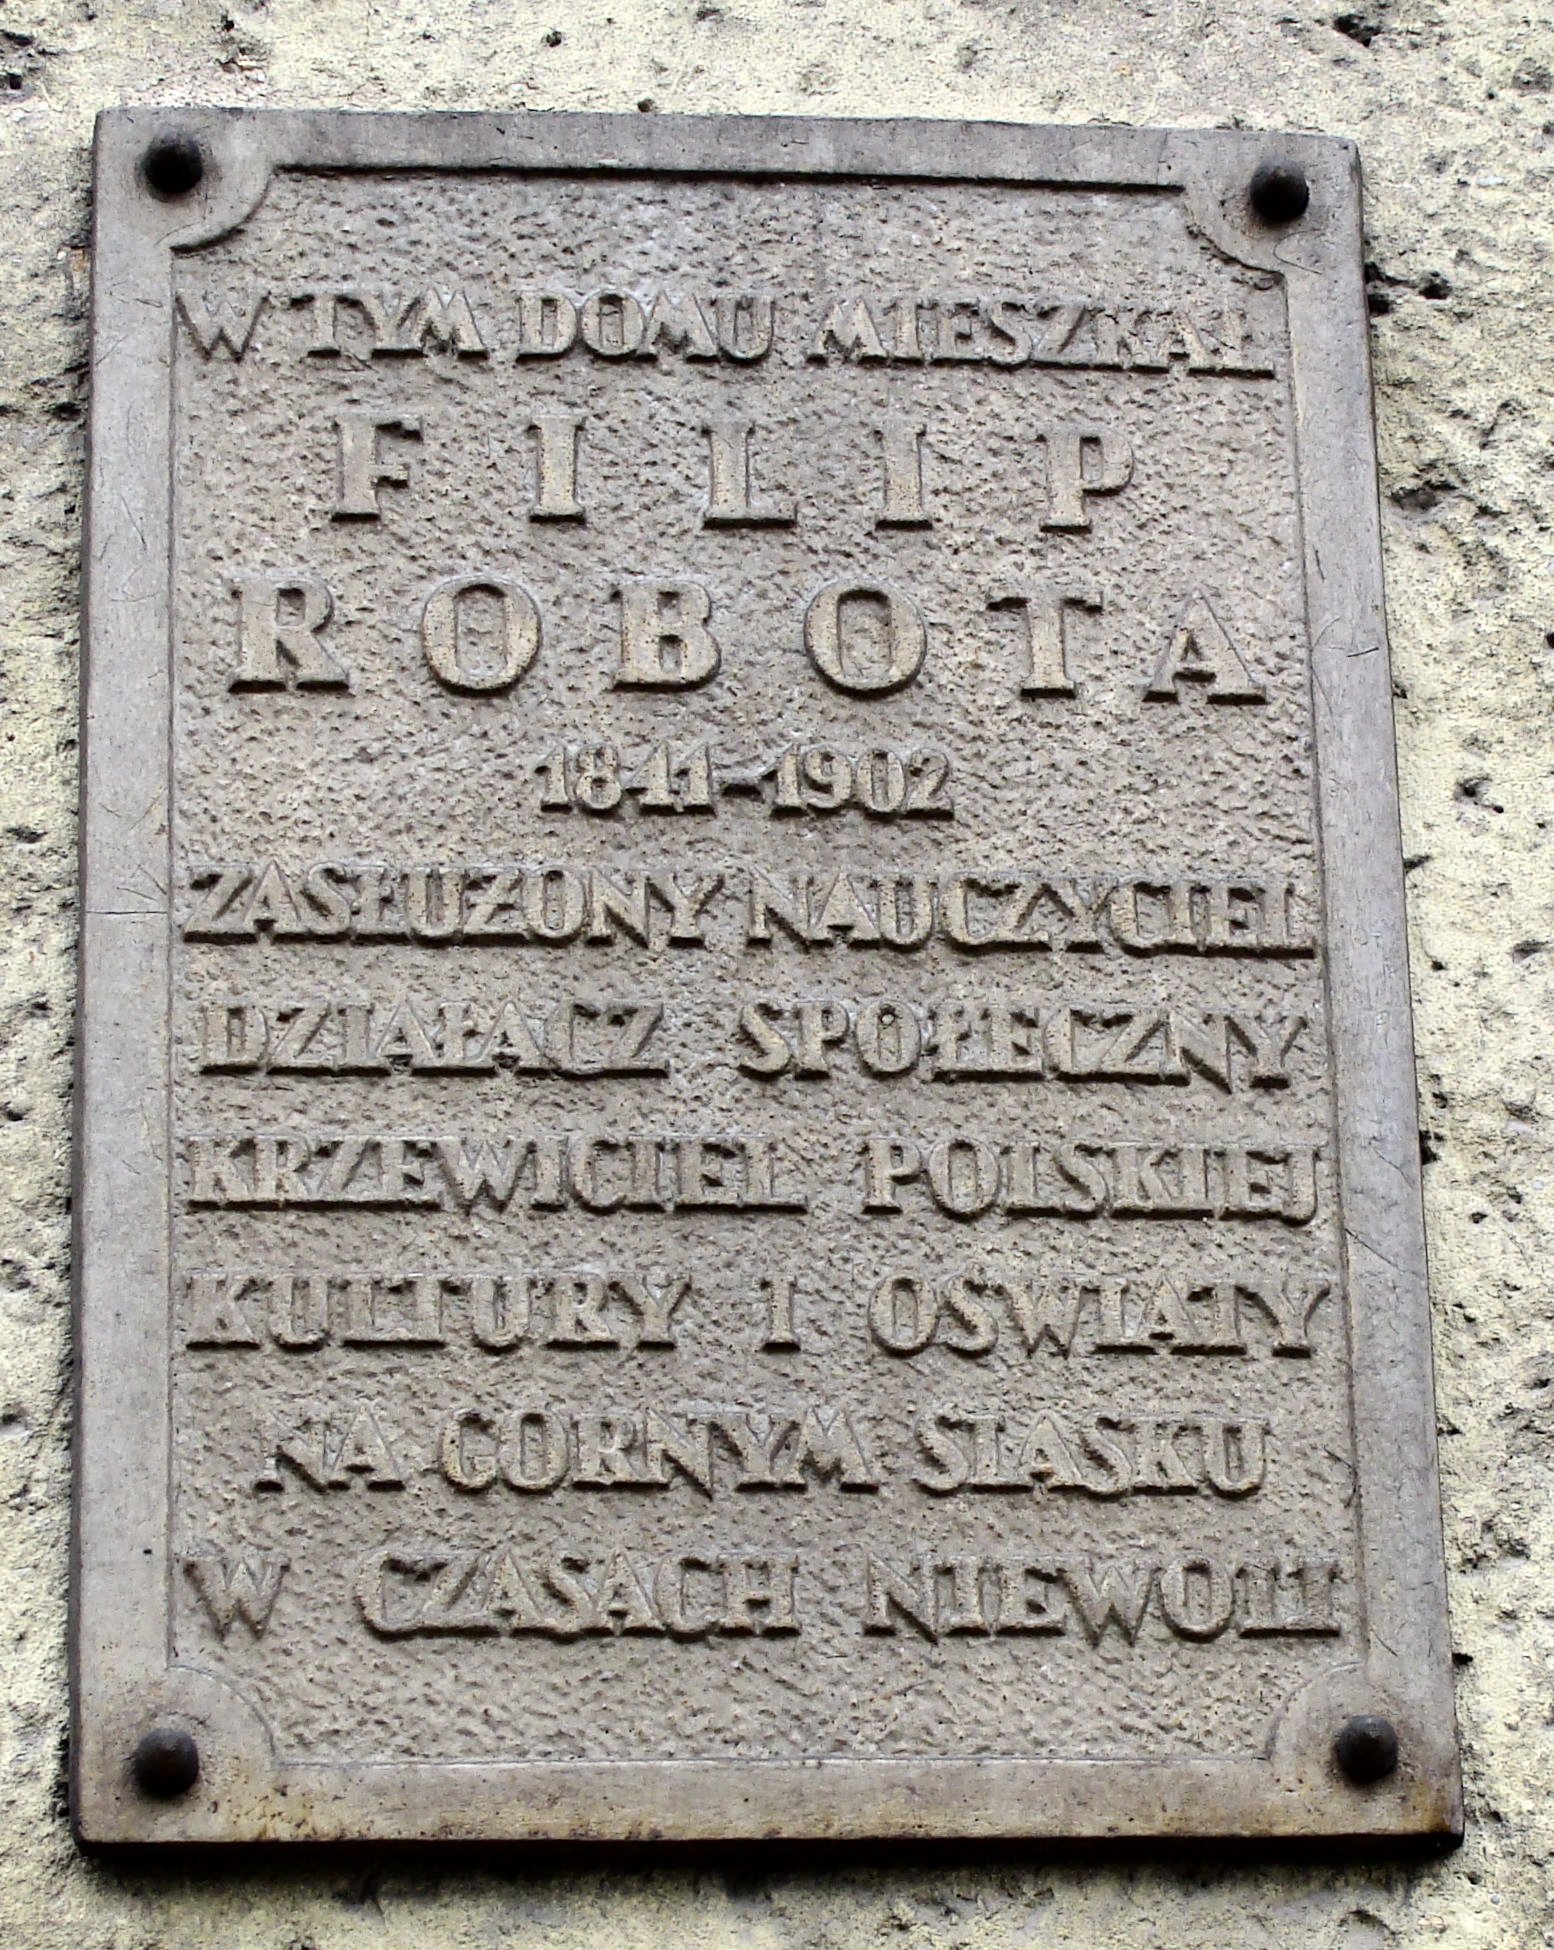 W TYM DOMU MIESZKAŁ
FILIP
ROBOTA
1841-1902
ZASŁUŻONY NAUCZYCIEL
DZIAŁACZ SPOŁECZNY
KRZEWICIEL POLSKIEJ
KULTURY I OŚWIATY
NA GÓRNYM SLĄSKU
W CZASACH NIEWOLI